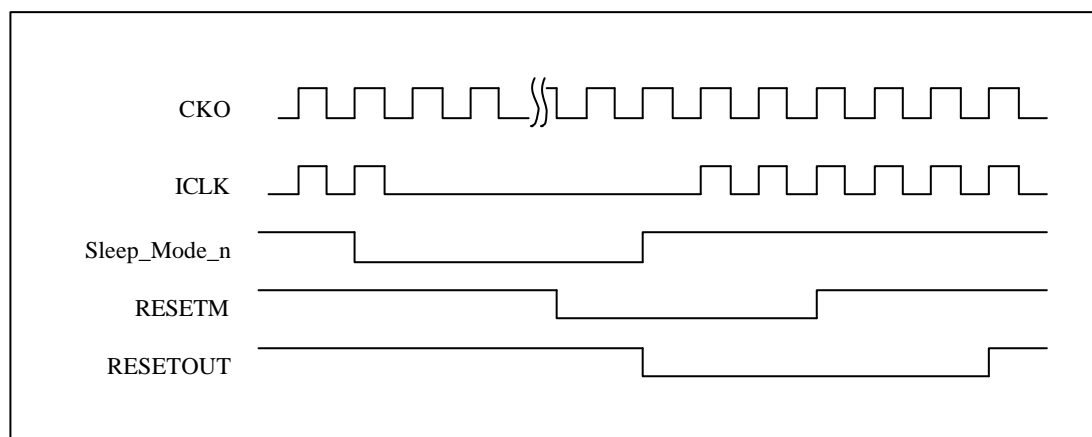 CKO
ICLK
Sleep_Mode_n
RESETM
RESETOUT